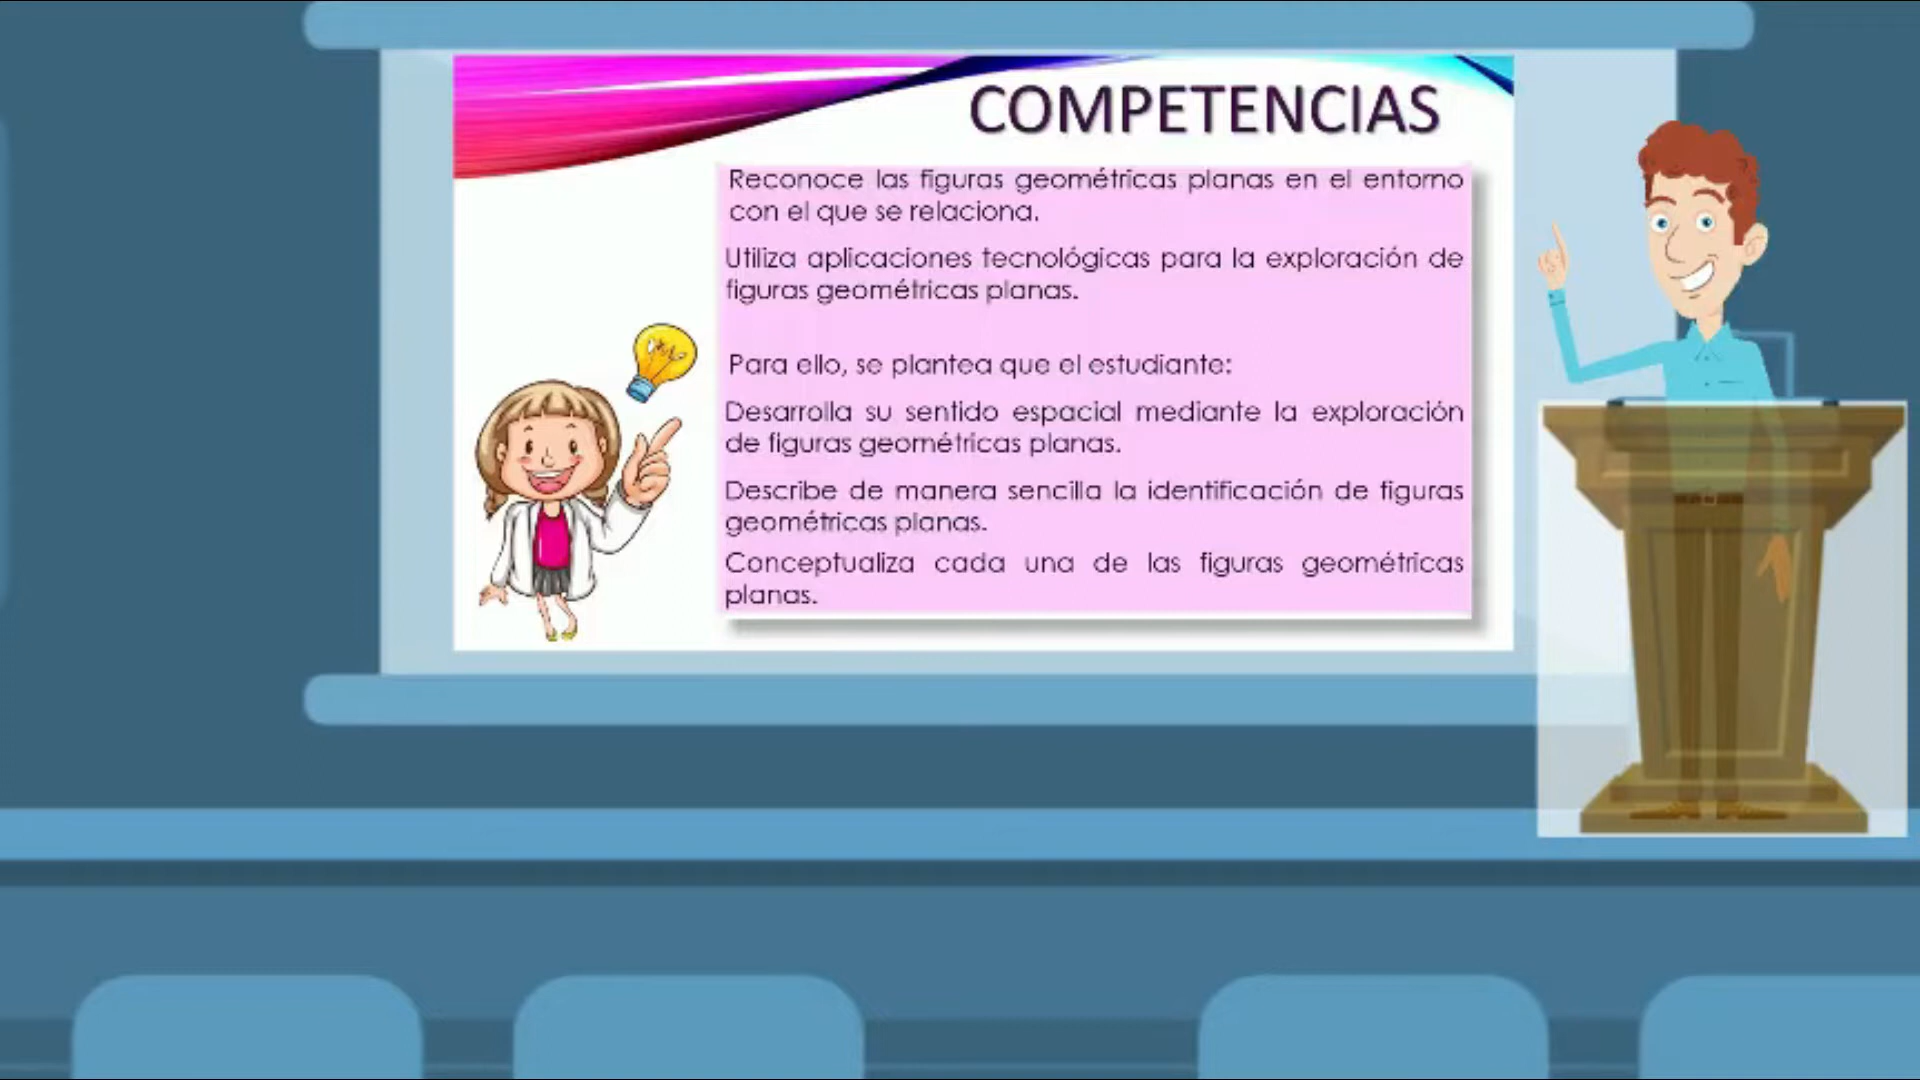 COMPETENCIAS
Reconoce las figuras geométricas planas en el entorno
con el que se relaciona.
Utiliza aplicaciones tecnológicas para la exploración de
figuras geométricas planas.
Para ello, se plantea que el estudiante:
Desarrolla su sentido espacial mediante la exploración
de figuras geométricas planas.
Describe de manera sencilla la identificación de figuras
geométricas planas.
Conceptualiza cada una de las figuras geométricas
planas.